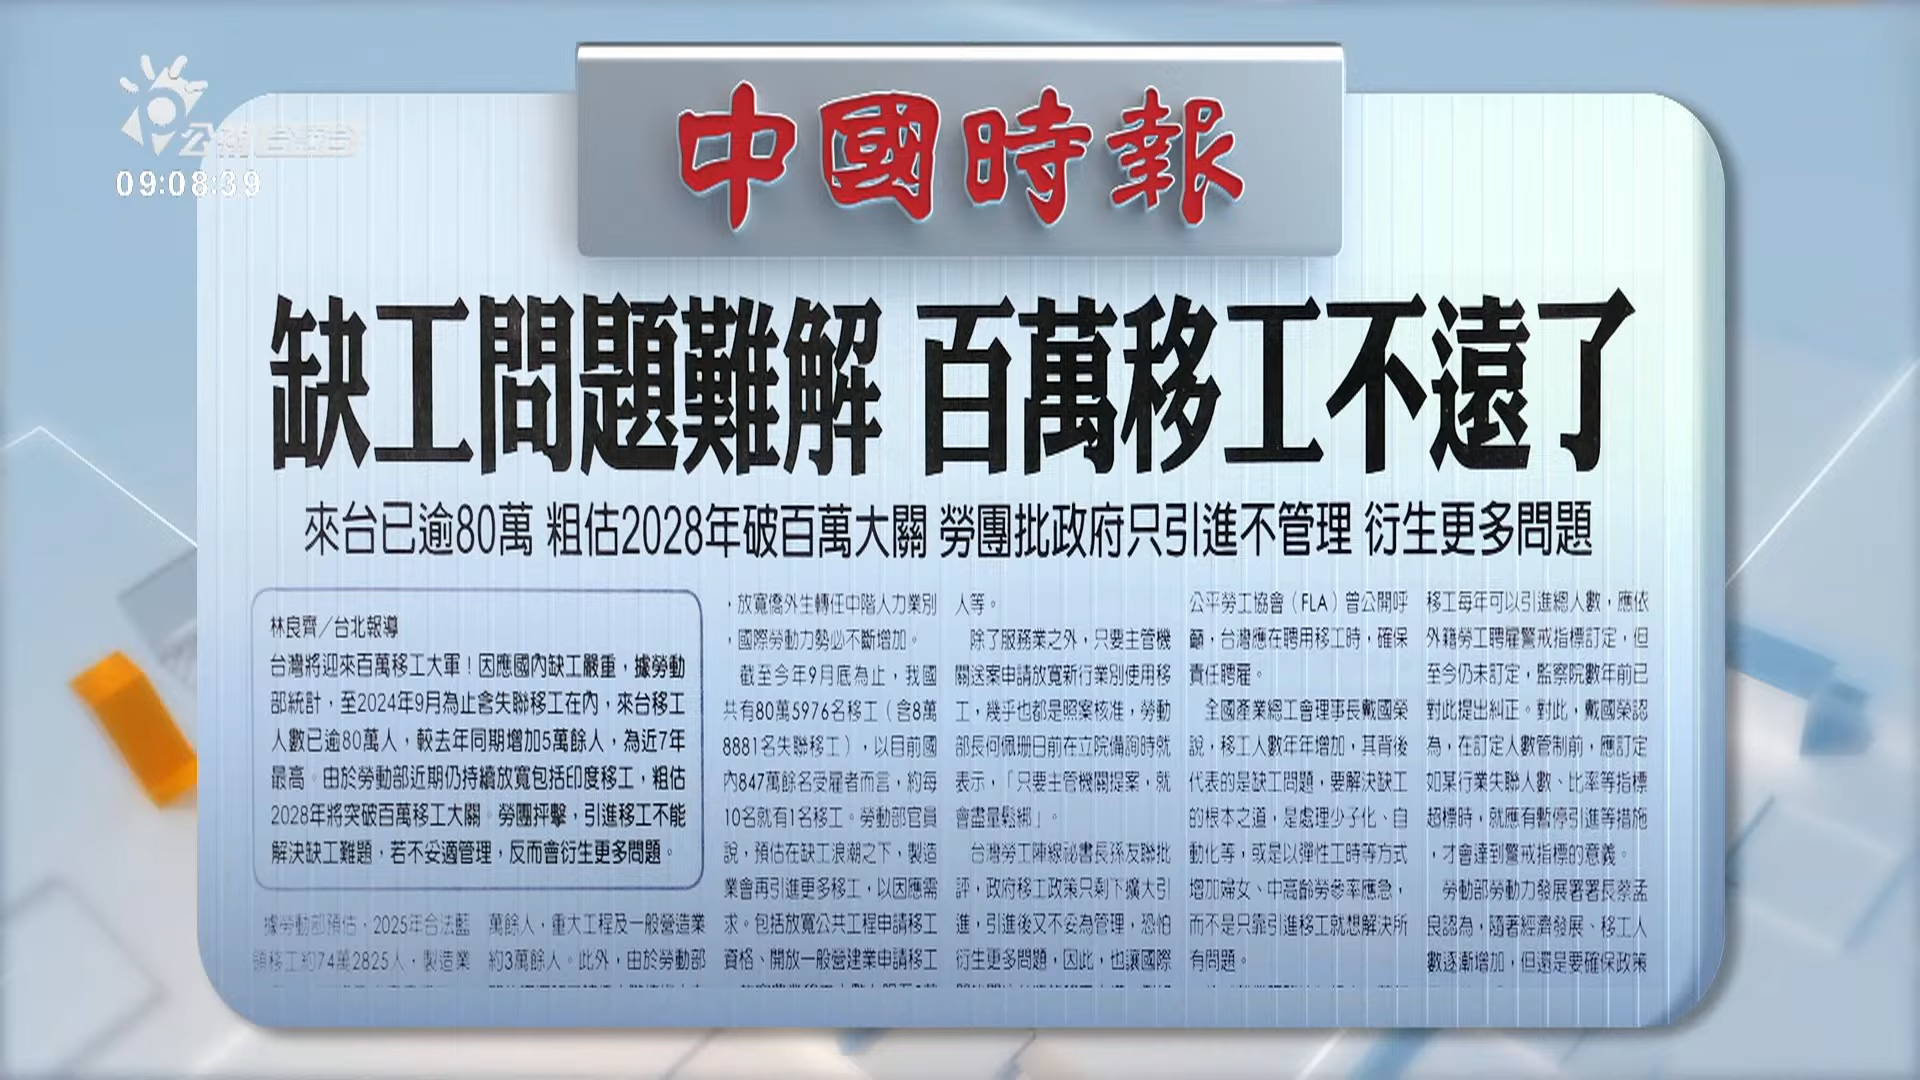 公視
09:08:39
中國時報
缺工問題難解 百萬移工不遠了
來台已逾80萬 粗估2028年破百萬大關 勞團批政府只引進不管理 衍生更多問題
林良齊／台北報導
台灣將迎來百萬移工大軍！因應國內缺工嚴重，據勞動
部統計，至2024年9月為止含失聯移工在內，來台移工
人數已逾80萬人，較去年同期增加5萬餘人，為近7年
最高。由於勞動部近期仍持續放寬包括印度移工，粗估
2028年將突破百萬移工大關。勞團抨擊，引進移工不能
解決缺工難題，若不妥適管理，反而會衍生更多問題。
據勞動部預估，2025年合法藍
領移工約74萬2825人，製造業
萬餘人，重大工程及一般營造業
約3萬餘人。此外，由於勞動部
，放寬僑外生轉任中階人力業別
，國際勞動力勢必不斷增加。
截至今年9月底為止，我國
共有80萬5976名移工（含8萬
8881名失聯移工），以目前國
內847萬餘名受雇者而言，約每
10名就有1名移工。勞動部官員
說，預估在缺工浪潮之下，製造
業會再引進更多移工，以因應需
求。包括放寬公共工程申請移工
資格、開放一般營建業申請移工
人等。
除了服務業之外，只要主管機
關送案申請放寬新行業別使用移
工，幾乎也都是照案核准，勞動
部長何佩珊日前在立院備詢時就
表示，「只要主管機關提案，就
會盡量鬆綁」。
台灣勞工陣線祕書長孫友聯批
評，政府移工政策只剩下擴大引
進，引進後又不妥為管理，恐怕
衍生更多問題，因此，也讓國際
公平勞工協會（FLA）曾公開呼
籲，台灣應在聘用移工時，確保
責任聘雇。
全國產業總工會理事長戴國榮
說，移工人數年年增加，其背後
代表的是缺工問題，要解決缺工
的根本之道，是處理少子化、自
動化等，或是以彈性工時等方式
增加婦女、中高齡勞參率應急，
而不是只靠引進移工就想解決所
有問題。
移工每年可以引進總人數，應依
外籍勞工聘雇警戒指標訂定，但
至今仍未訂定，監察院數年前已
對此提出糾正。對此，戴國榮認
為，在訂定人數管制前，應訂定
如某行業失聯人數、比率等指標
超標時，就應有暫停引進等措施
，才會達到警戒指標的意義。
勞動部勞動力發展署署長蔡孟
良認為，隨著經濟發展、移工人
數逐漸增加，但還是要確保政策